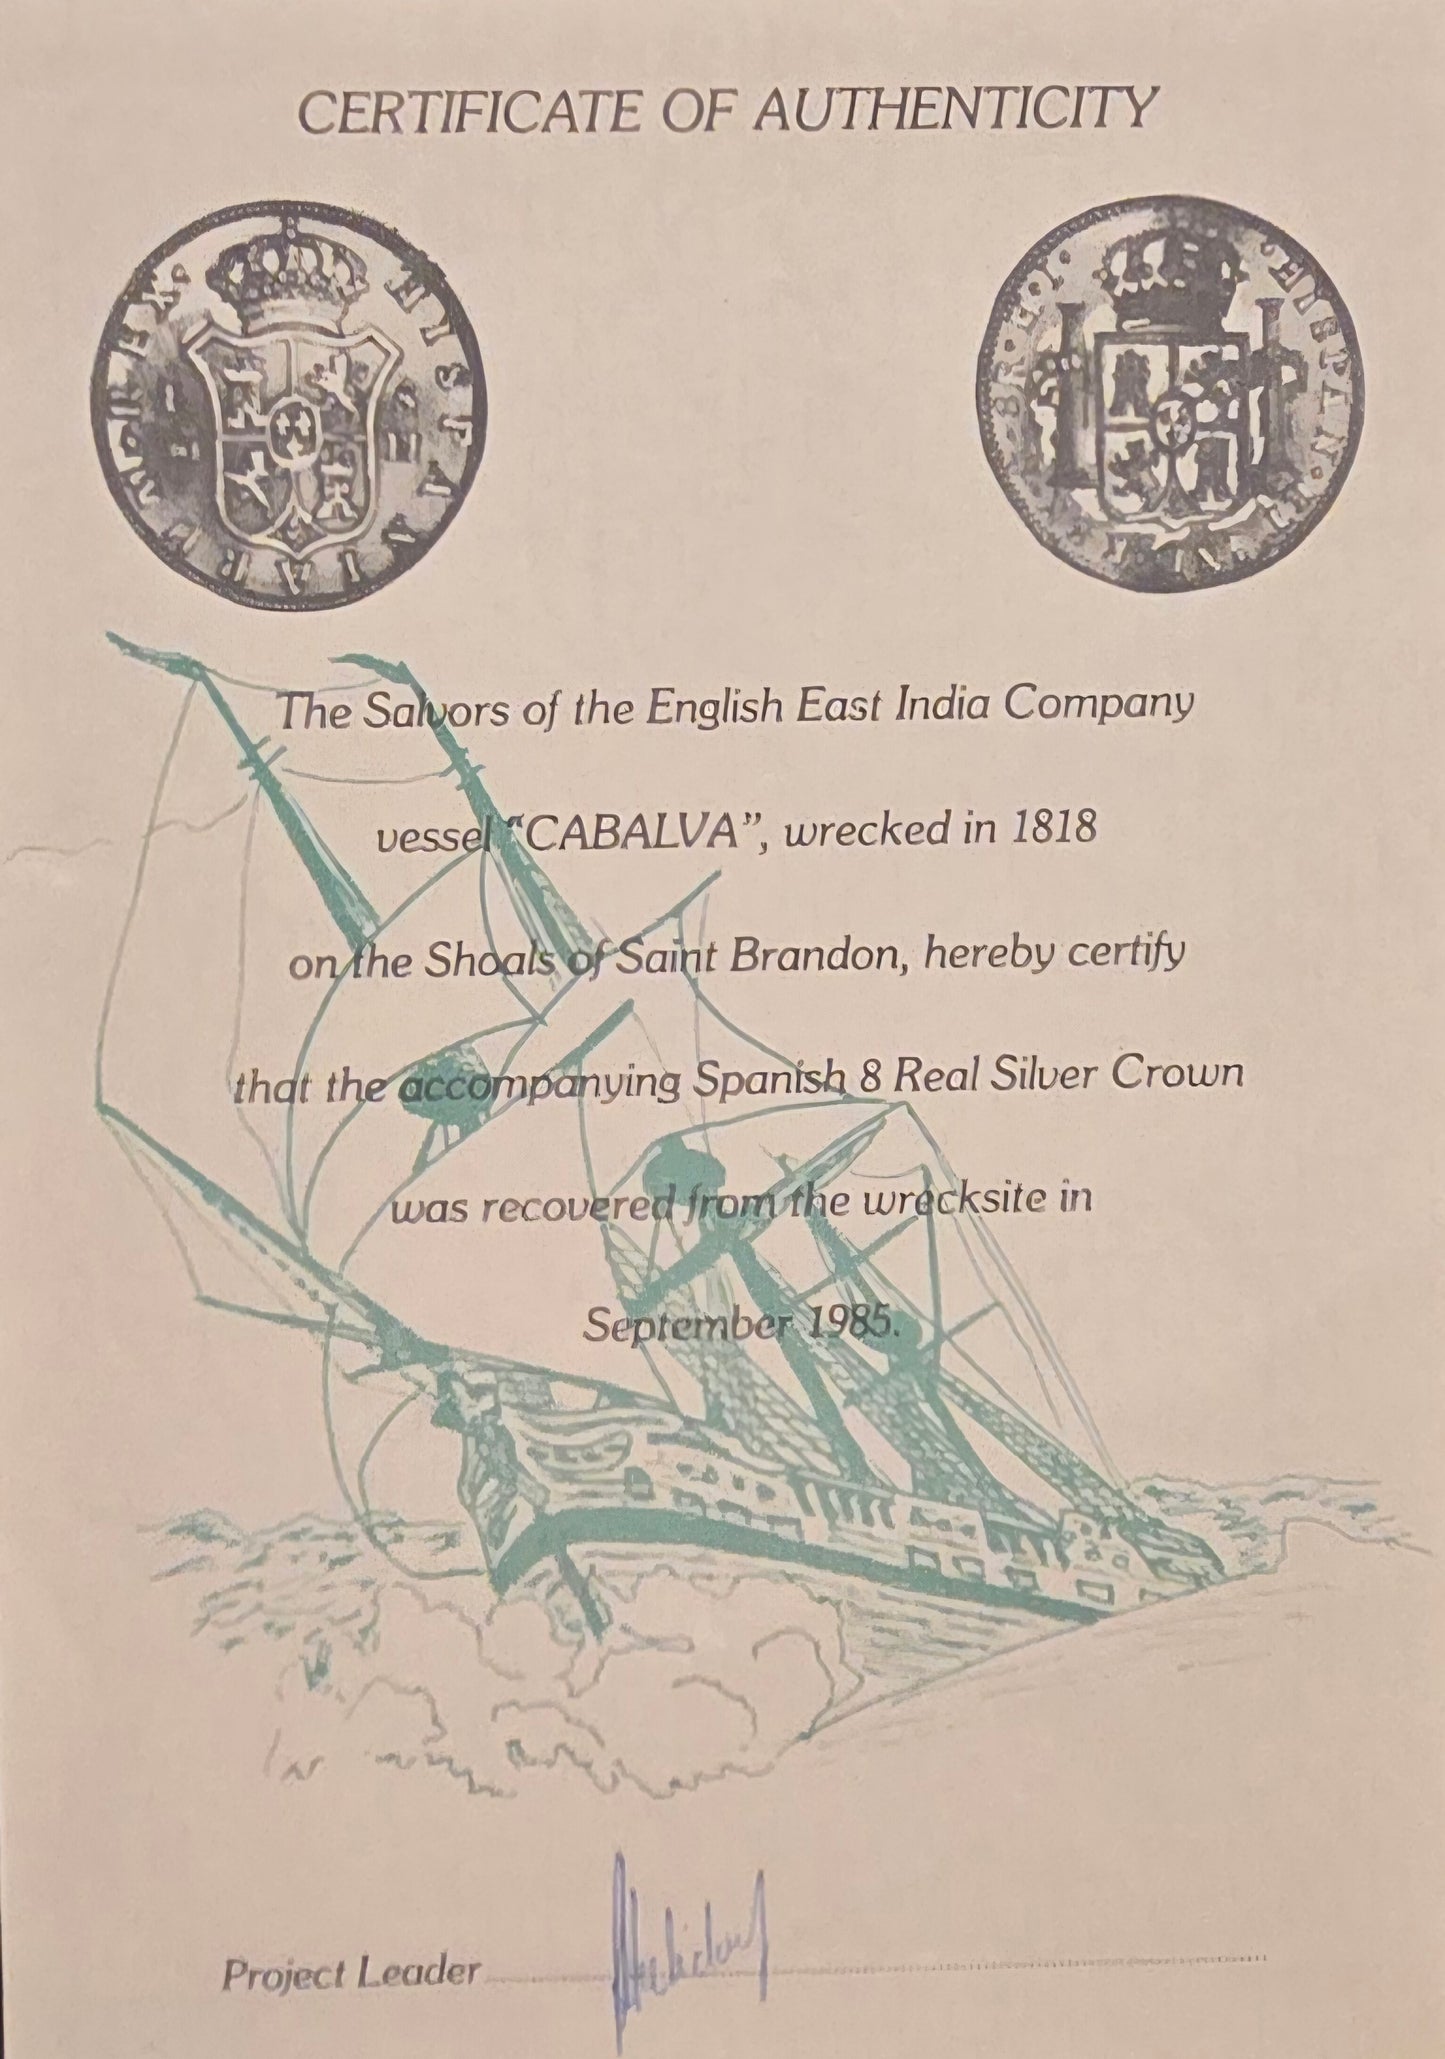 CERTIFICATE OF AUTHENTICITY
The Salvors of the English East India Company
vessel "CABALVA", wrecked in 1818
on the Shoals of Saint Brandon, hereby certify
that the accompanying Spanish 8 Real Silver Crown
was recovered from the wrecksite in
September 1985.
Project Leader